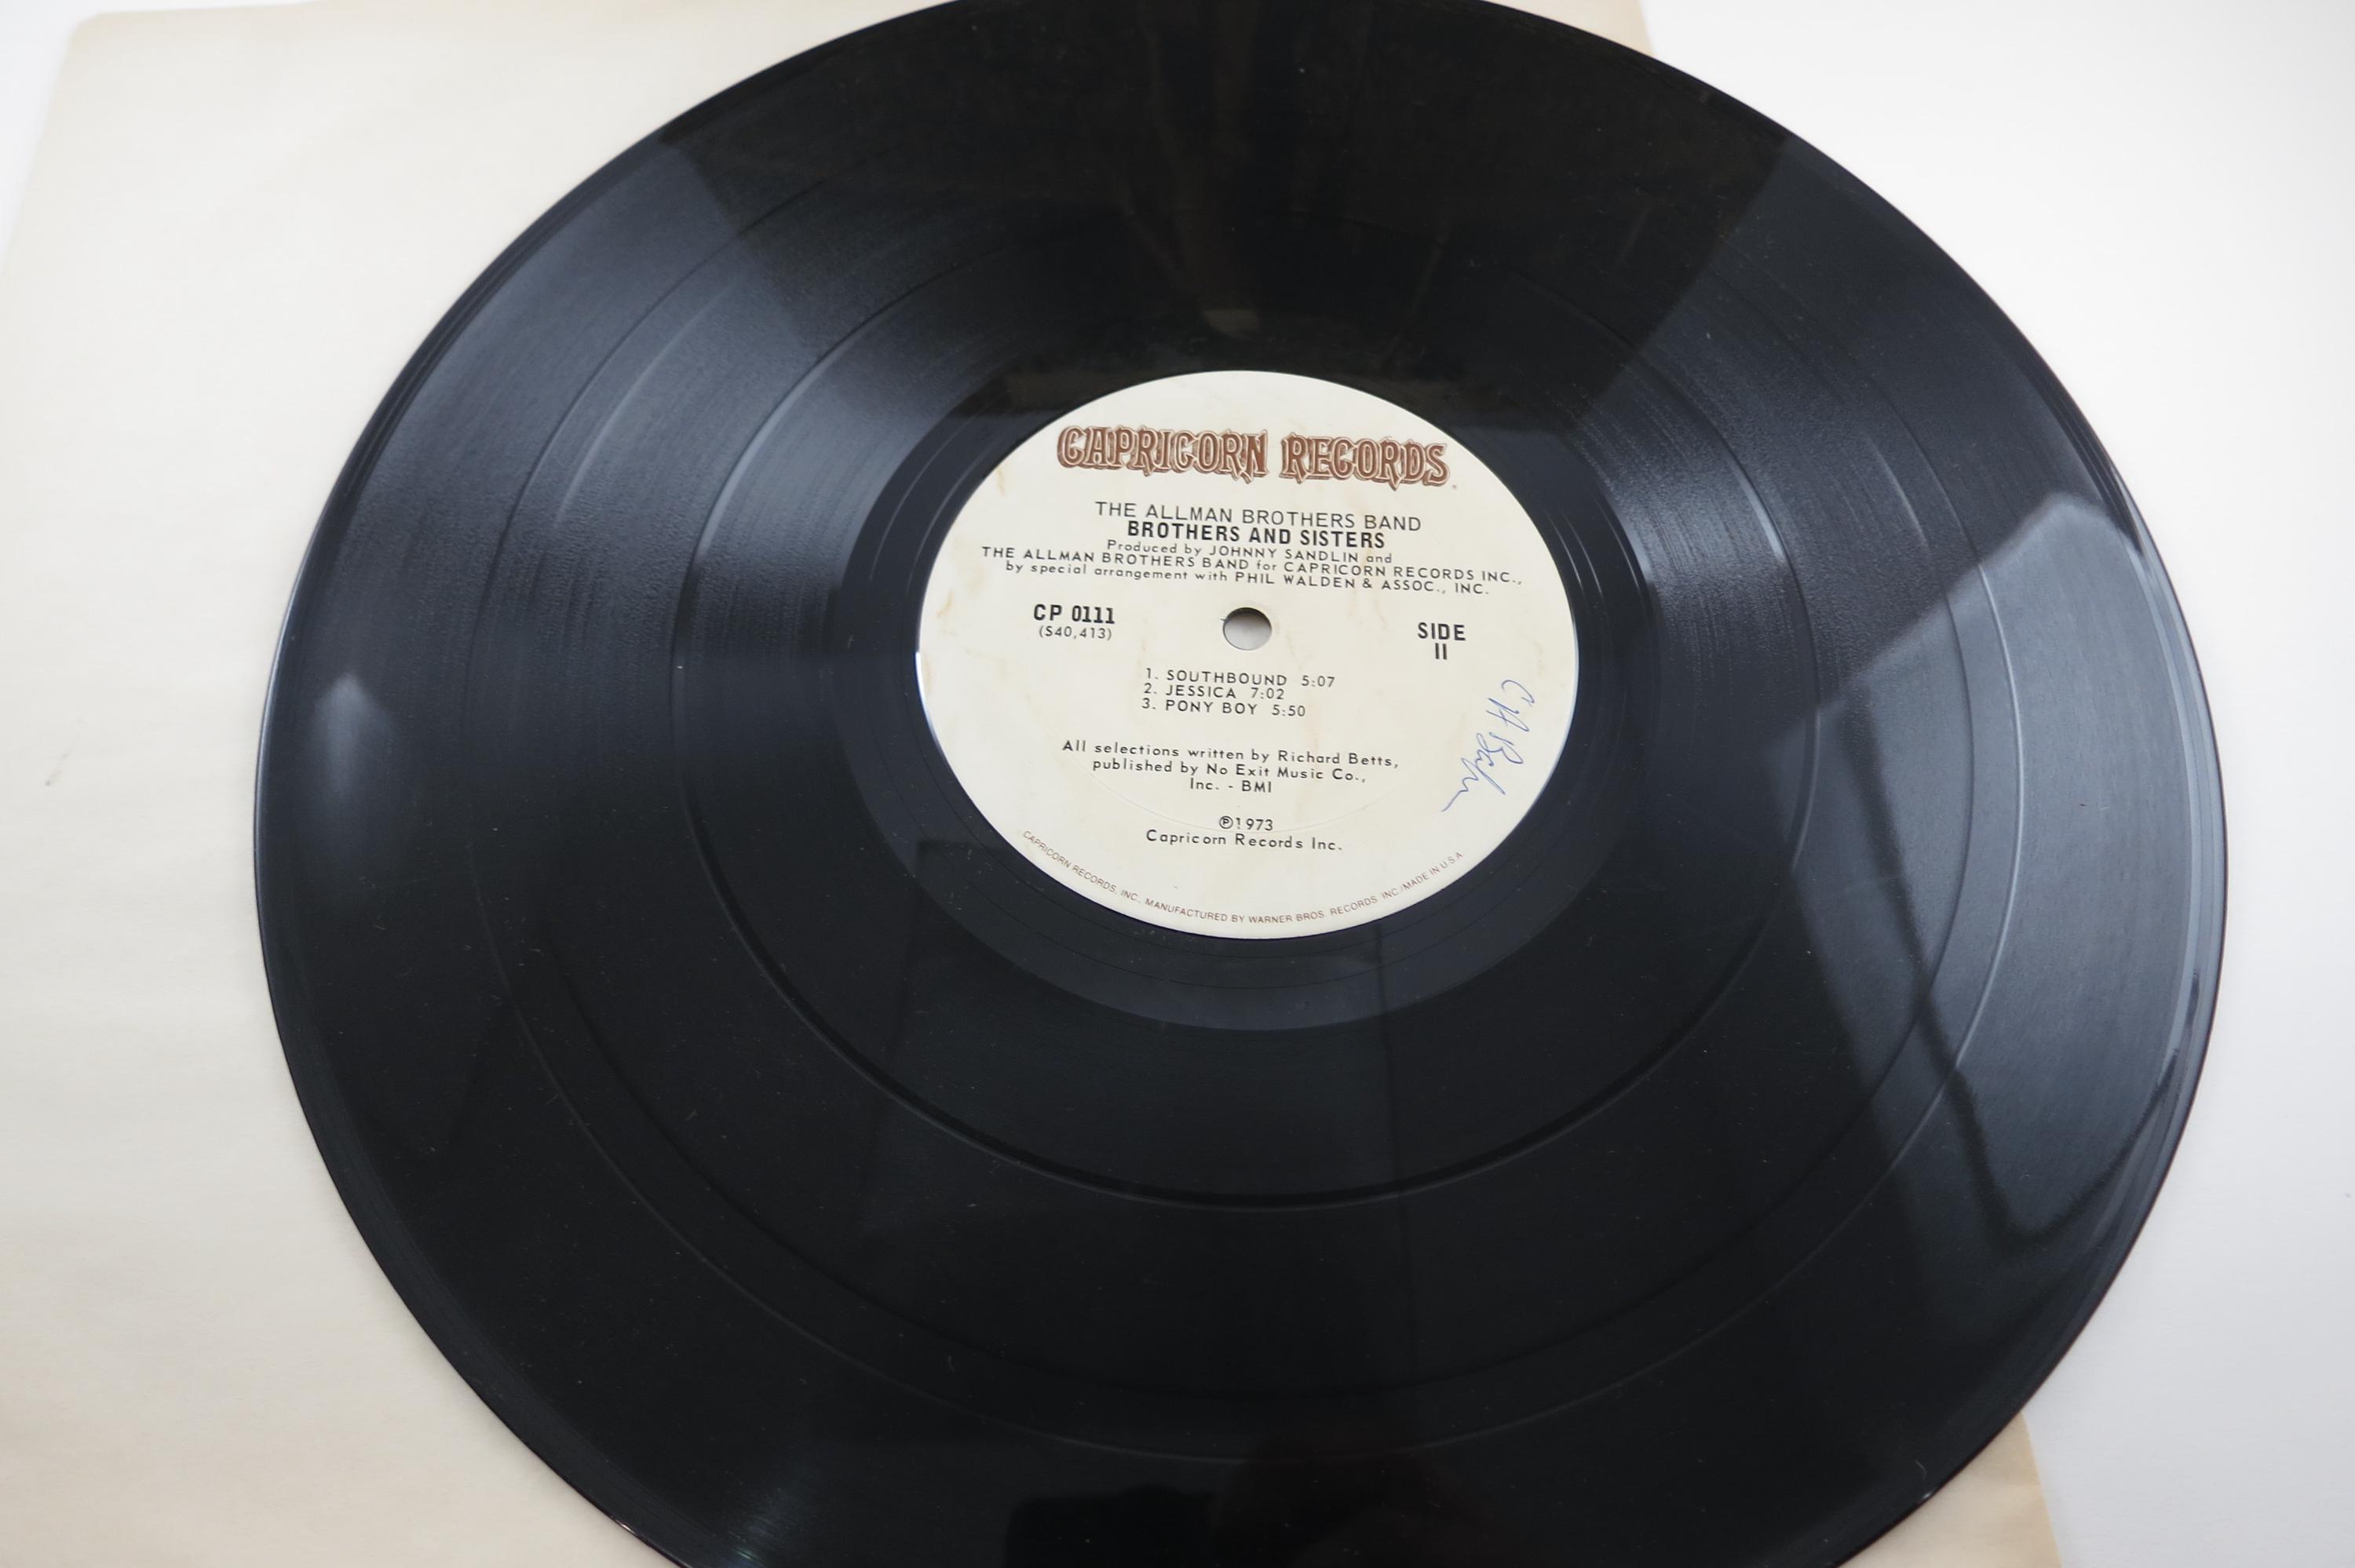 CAPRICORN RECORDS
THE ALLMAN BROTHERS BAND
BROTHERS AND SISTERS
Produced by JOHNNY SANDLIN and
THE ALLMAN BROTHERS BAND for CAPRICORN RECORDS INC.,
by special arrangement with PHIL WALDEN & ASSOC., INC.
CP 0111
(S40,413)
SIDE
II
1. SOUTHBOUND 5:07
2. JESSICA 7:02
3. PONY BOY 5:50
All selections written by Richard Betts,
published by No Exit Music Co.,
Inc. - BMI
℗1973
Capricorn Records Inc.
CAPRICORN RECORDS, INC., MANUFACTURED BY WARNER BROS. RECORDS INC./MADE IN U.S.A